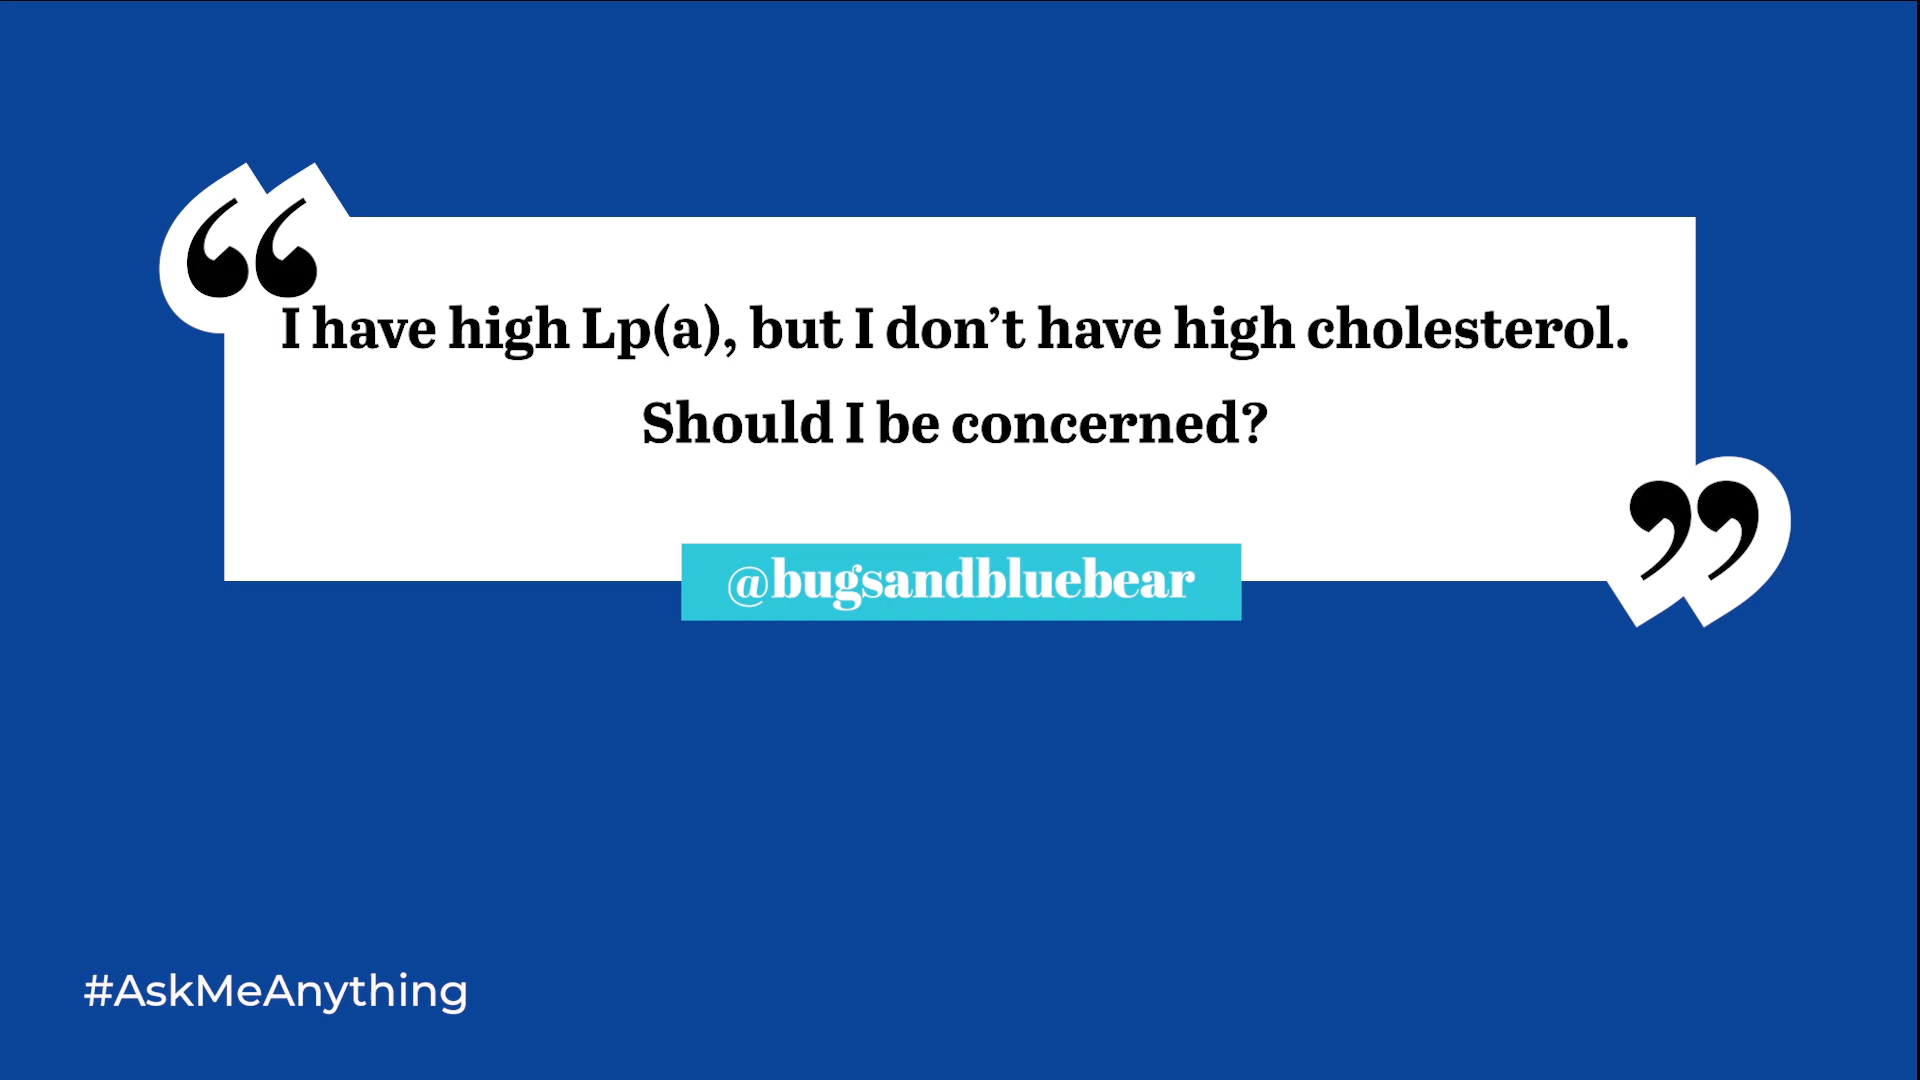 “I have high Lp(a), but I don’t have high cholesterol.
Should I be concerned?”
@bugsandbluebear
#AskMeAnything